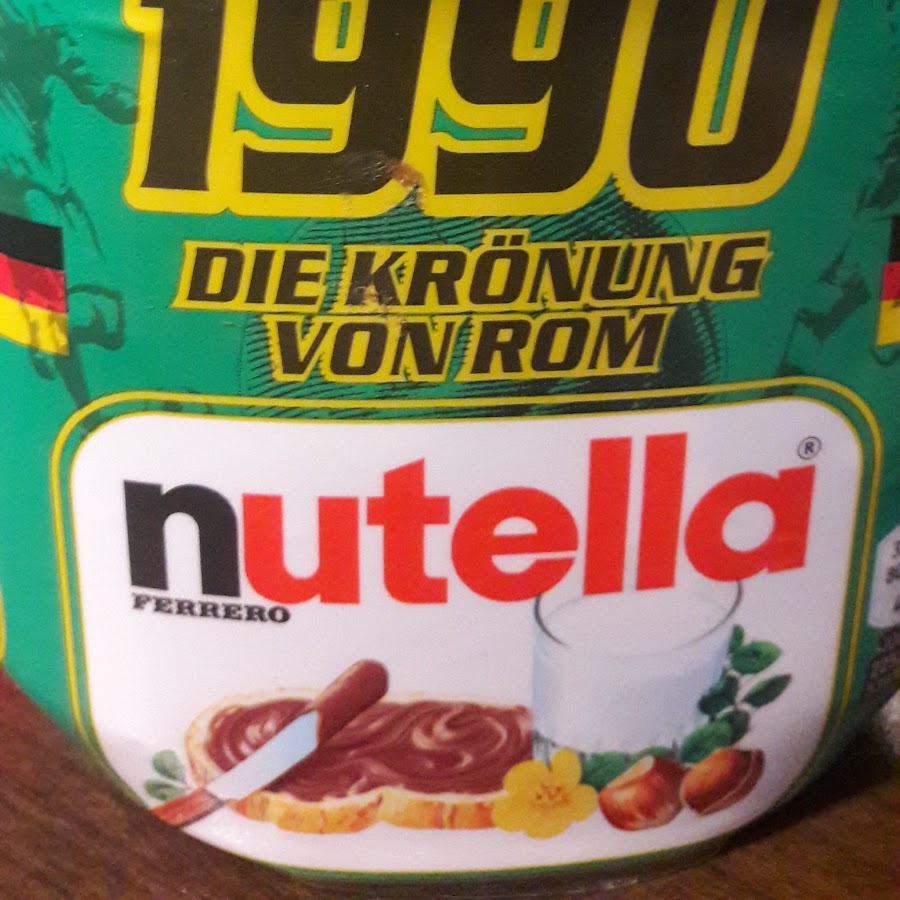 1990
DIE KRÖNUNG
VON ROM
nutella®
FERRERO